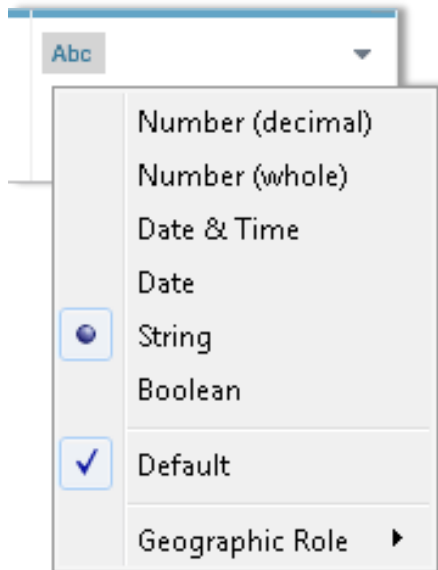 Abc
Number (decimal)
Number (whole)
Date & Time
Date
String
Boolean
Default
Geographic Role